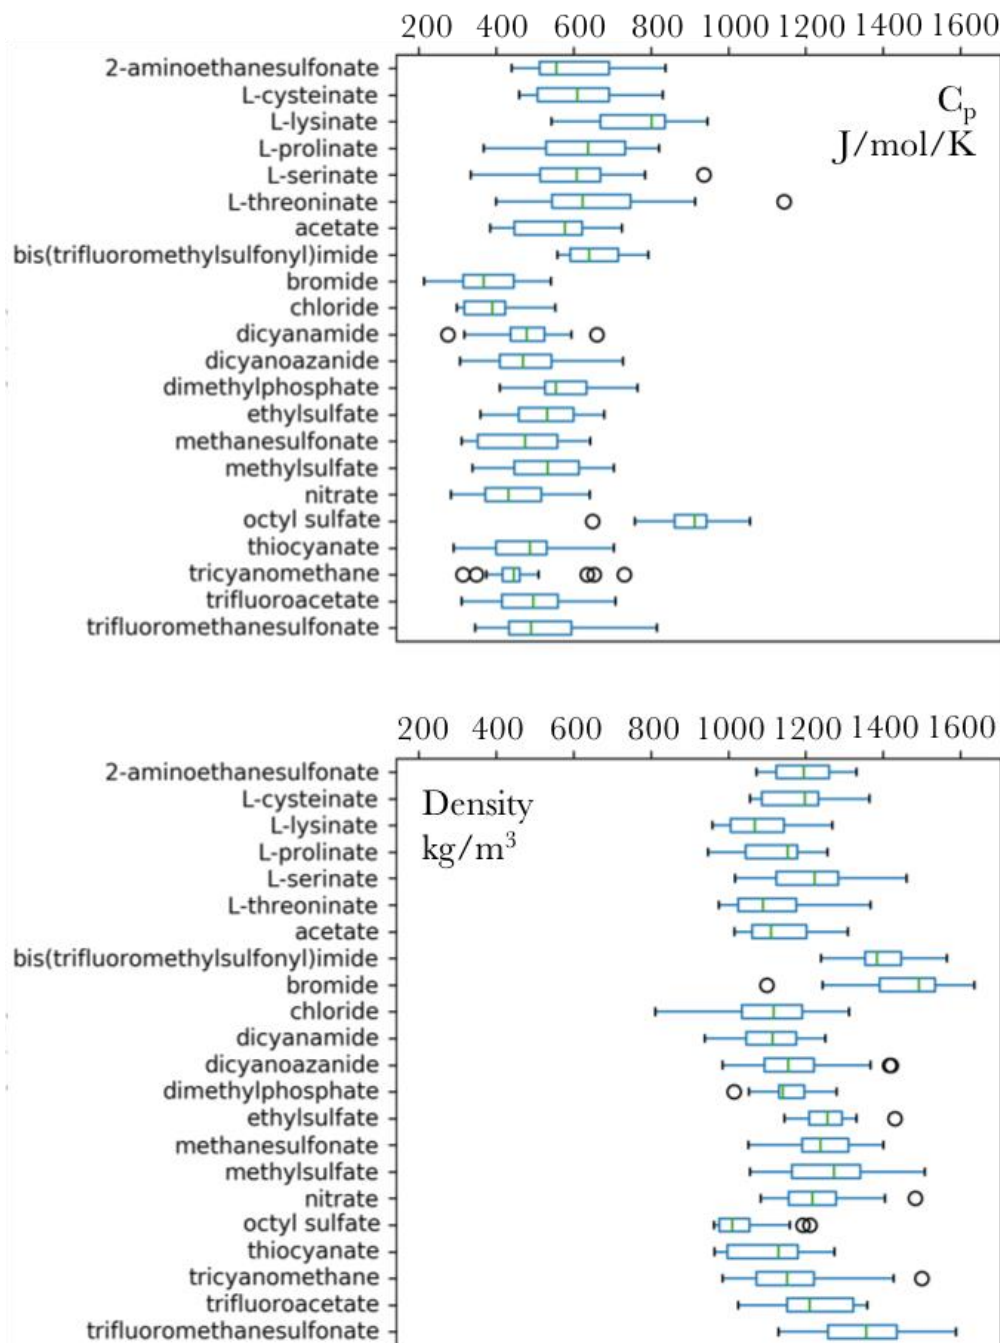 200 400 600 800 1000 1200 1400 1600
2-aminoethanesulfonate
L-cysteinate
L-lysinate
L-prolinate
L-serinate
L-threoninate
acetate
bis(trifluoromethylsulfonyl)imide
bromide
chloride
dicyanamide
dicyanoazanide
dimethylphosphate
ethylsulfate
methanesulfonate
methylsulfate
nitrate
octyl sulfate
thiocyanate
tricyanomethane
trifluoroacetate
trifluoromethanesulfonate
Cp
J/mol/K
200 400 600 800 1000 1200 1400 1600
2-aminoethanesulfonate
L-cysteinate
L-lysinate
L-prolinate
L-serinate
L-threoninate
acetate
bis(trifluoromethylsulfonyl)imide
bromide
chloride
dicyanamide
dicyanoazanide
dimethylphosphate
ethylsulfate
methanesulfonate
methylsulfate
nitrate
octyl sulfate
thiocyanate
tricyanomethane
trifluoroacetate
trifluoromethanesulfonate
Density
kg/m³